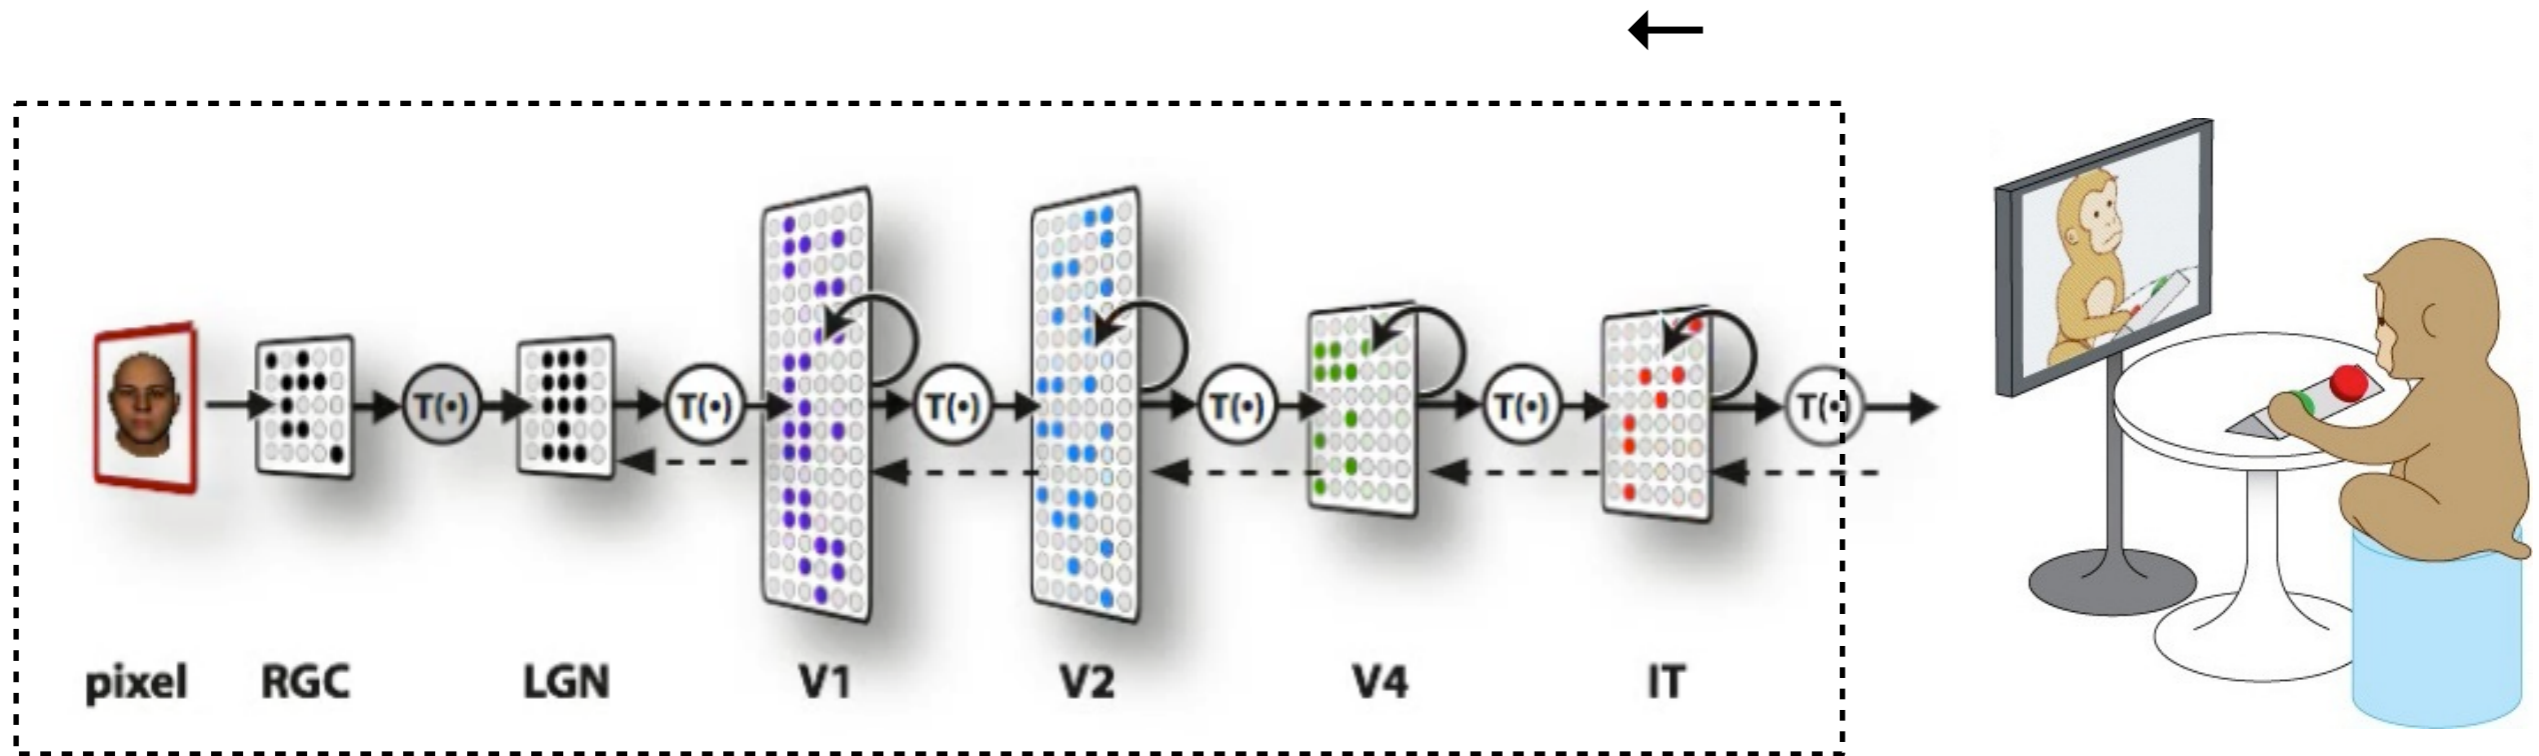 T(•) T(•) T(•) T(•) T(•) T(•)
pixel RGC LGN V1 V2 V4 IT